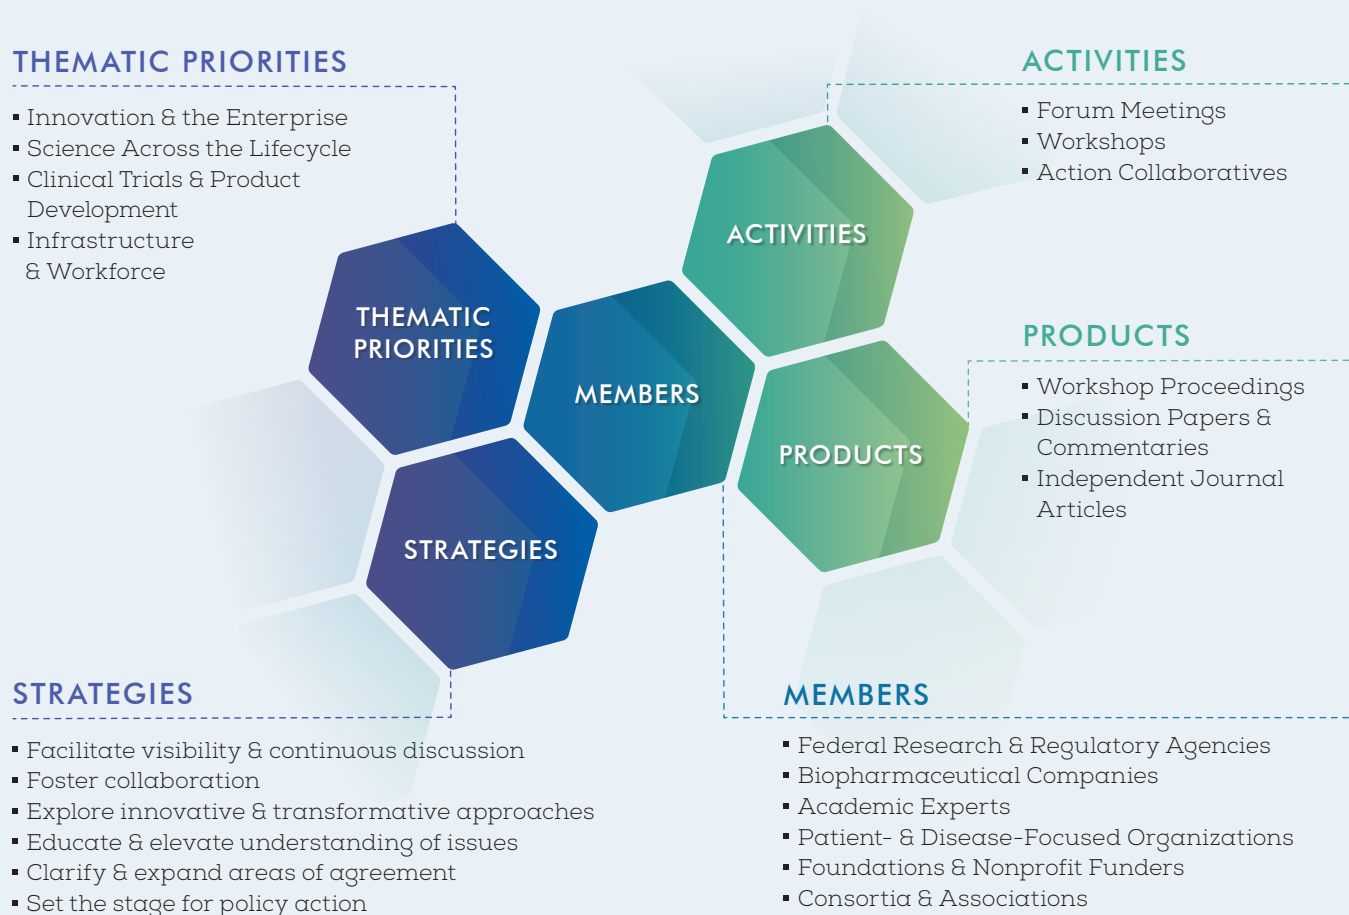 THEMATIC PRIORITIES
▪ Innovation & the Enterprise
▪ Science Across the Lifecycle
▪ Clinical Trials & Product
Development
▪ Infrastructure
& Workforce
ACTIVITIES
▪ Forum Meetings
▪ Workshops
▪ Action Collaboratives
ACTIVITIES
THEMATIC
PRIORITIES
MEMBERS
PRODUCTS
STRATEGIES
PRODUCTS
▪ Workshop Proceedings
▪ Discussion Papers &
Commentaries
▪ Independent Journal
Articles
STRATEGIES
▪ Facilitate visibility & continuous discussion
▪ Foster collaboration
▪ Explore innovative & transformative approaches
▪ Educate & elevate understanding of issues
▪ Clarify & expand areas of agreement
▪ Set the stage for policy action
MEMBERS
▪ Federal Research & Regulatory Agencies
▪ Biopharmaceutical Companies
▪ Academic Experts
▪ Patient- & Disease-Focused Organizations
▪ Foundations & Nonprofit Funders
▪ Consortia & Associations